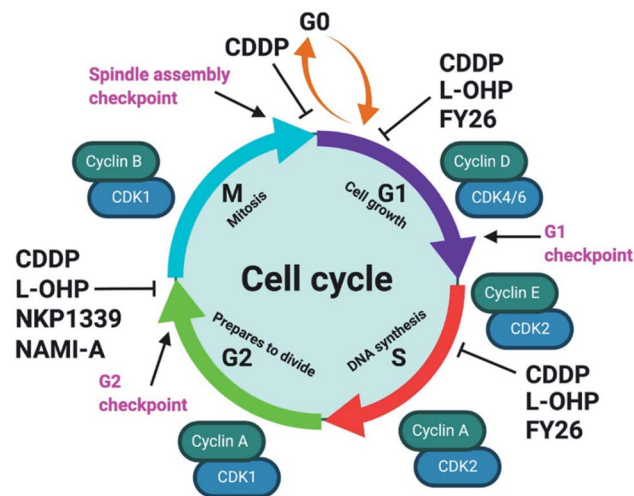 G0
CDDP
Spindle assembly
checkpoint
CDDP
L-OHP
FY26
Cyclin B
CDK1
M
Mitosis
G1
Cell growth
Cyclin D
CDK4/6
G1
checkpoint
CDDP
L-OHP
NKP1339
NAMI-A
Cell cycle
Cyclin E
CDK2
Prepares to divide
G2
DNA synthesis
S
CDDP
L-OHP
FY26
G2
checkpoint
Cyclin A
CDK1
Cyclin A
CDK2